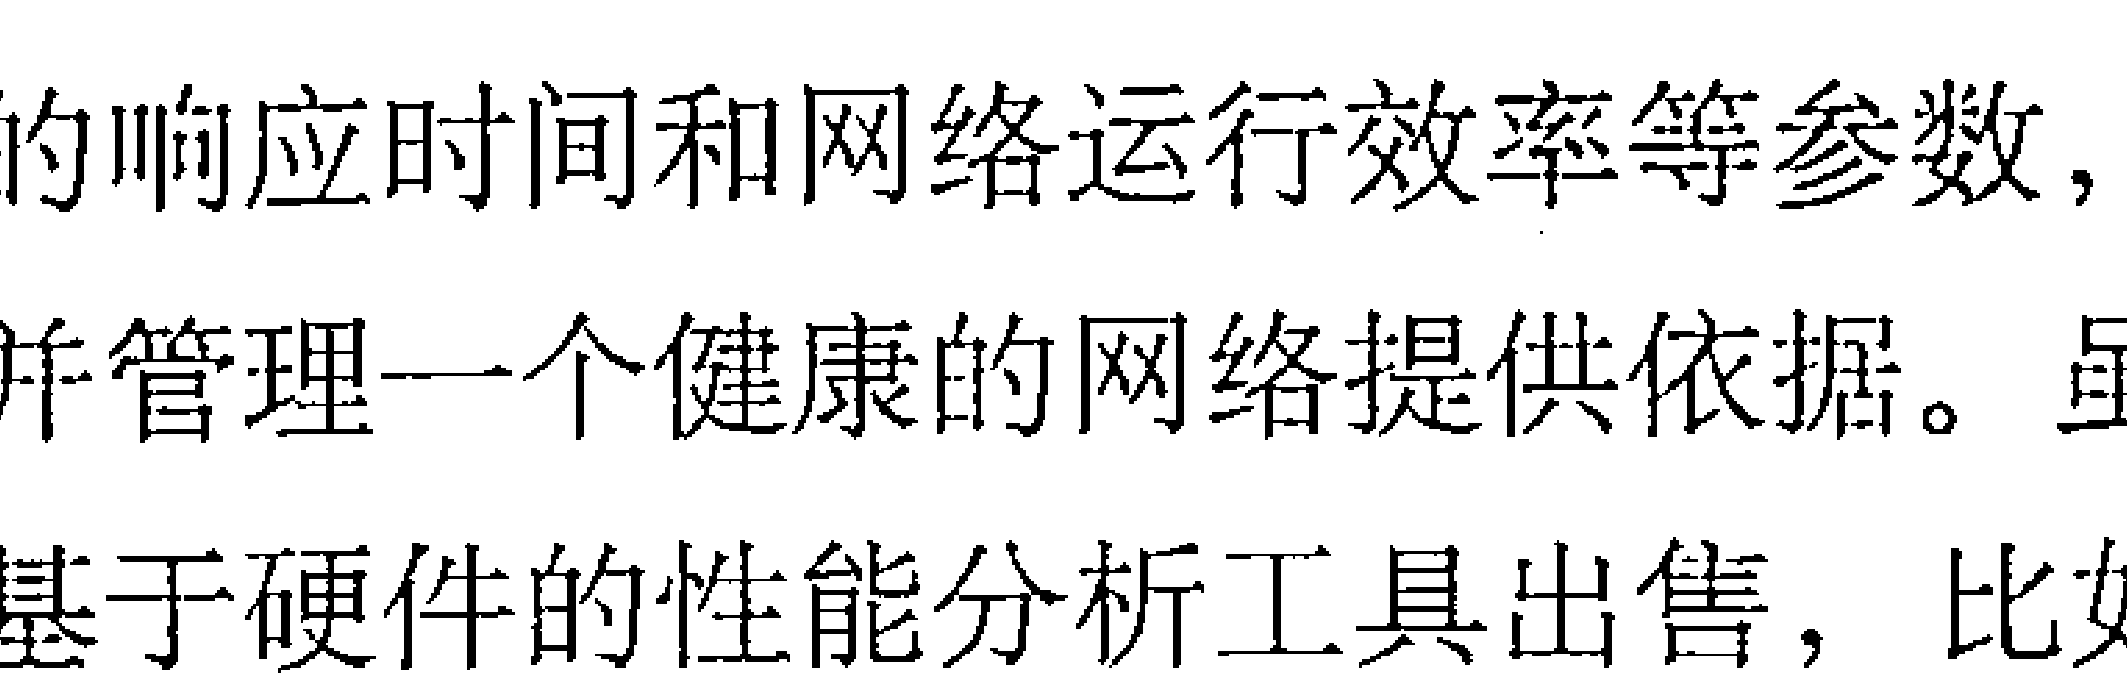 的响应时间和网络运行效率等参数，
并管理一个健康的网络提供依据。虽
基于硬件的性能分析工具出售，比如